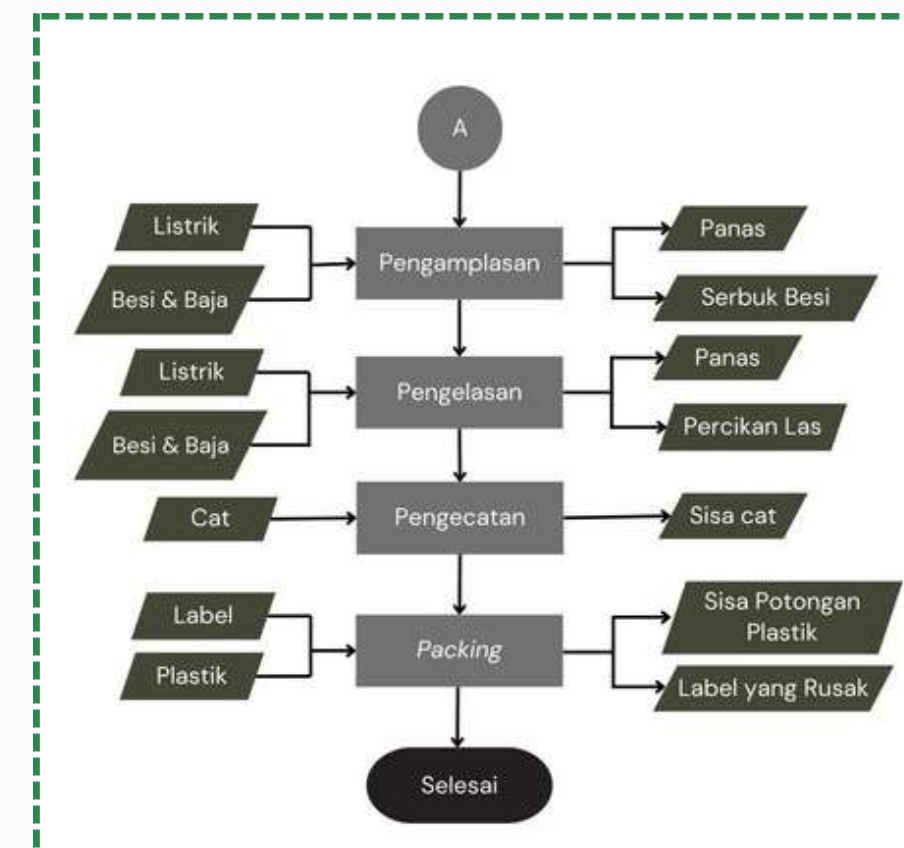 A
Listrik
Besi & Baja
Pengamplasan
Panas
Serbuk Besi
Listrik
Besi & Baja
Pengelasan
Panas
Percikan Las
Cat
Pengecatan
Sisa cat
Label
Plastik
Packing
Sisa Potongan
Plastik
Label yang Rusak
Selesai